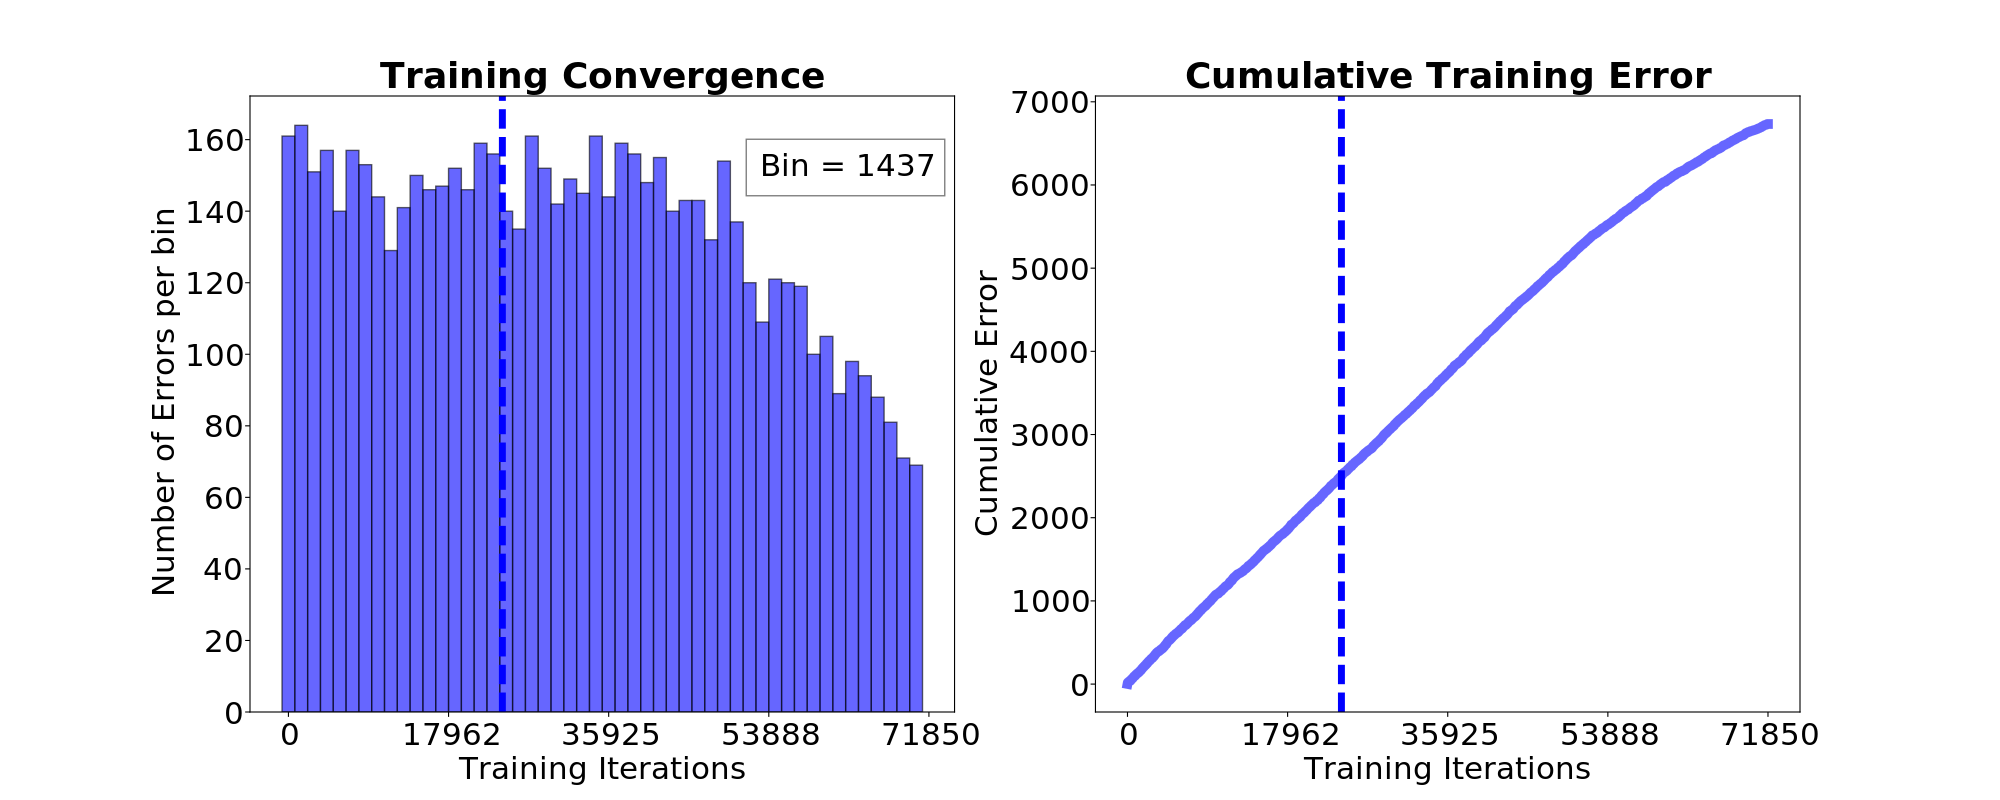 Training Convergence
Number of Errors per bin
160
140
120
100
80
60
40
20
0
Bin = 1437
0 17962 35925 53888 71850
Training Iterations
Cumulative Training Error
Cumulative Error
7000
6000
5000
4000
3000
2000
1000
0
0 17962 35925 53888 71850
Training Iterations